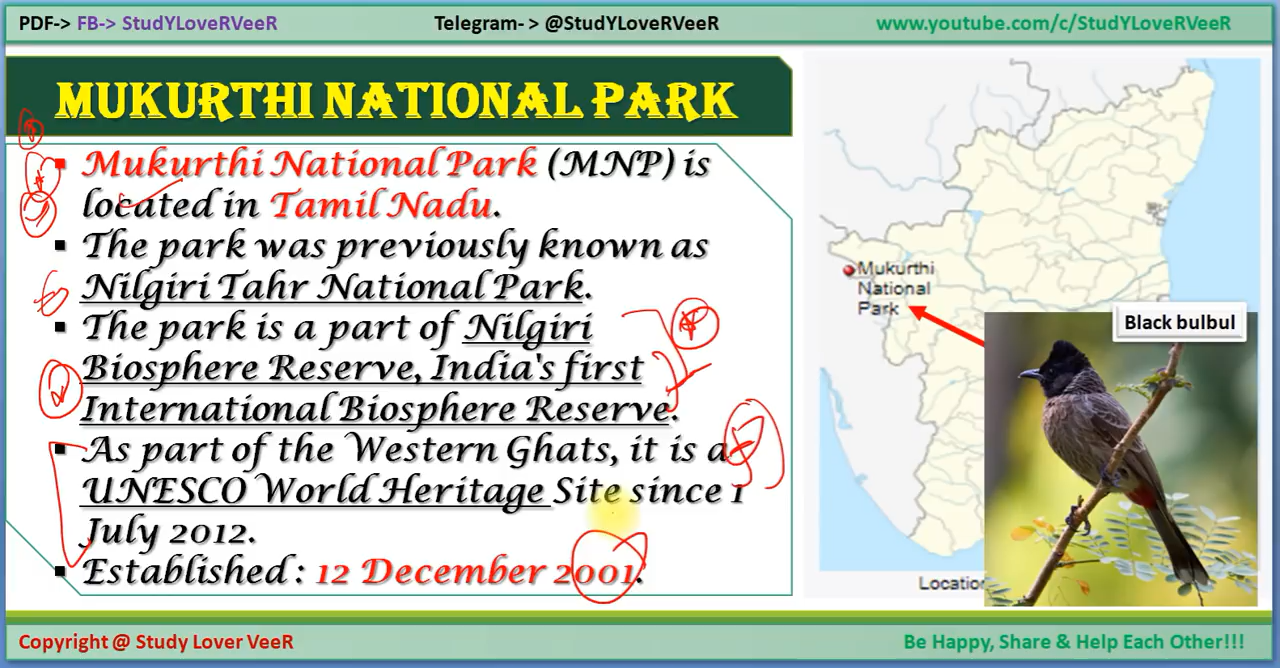 PDF-> FB-> StudYLoveRVeeR Telegram- > @StudYLoveRVeeR www.youtube.com/c/StudYLoveRVeeR
MUKURTHI NATIONAL PARK
▪ Mukurthi National Park (MNP) is
located in Tamil Nadu.
▪ The park was previously known as
Nilgiri Tahr National Park.
▪ The park is a part of Nilgiri
Biosphere Reserve, India's first
International Biosphere Reserve.
▪ As part of the Western Ghats, it is a
UNESCO World Heritage Site since 1
July 2012.
▪ Established : 12 December 2001.
Mukurthi
National
Park
Black bulbul
Location
Copyright @ Study Lover VeeR Be Happy, Share & Help Each Other!!!